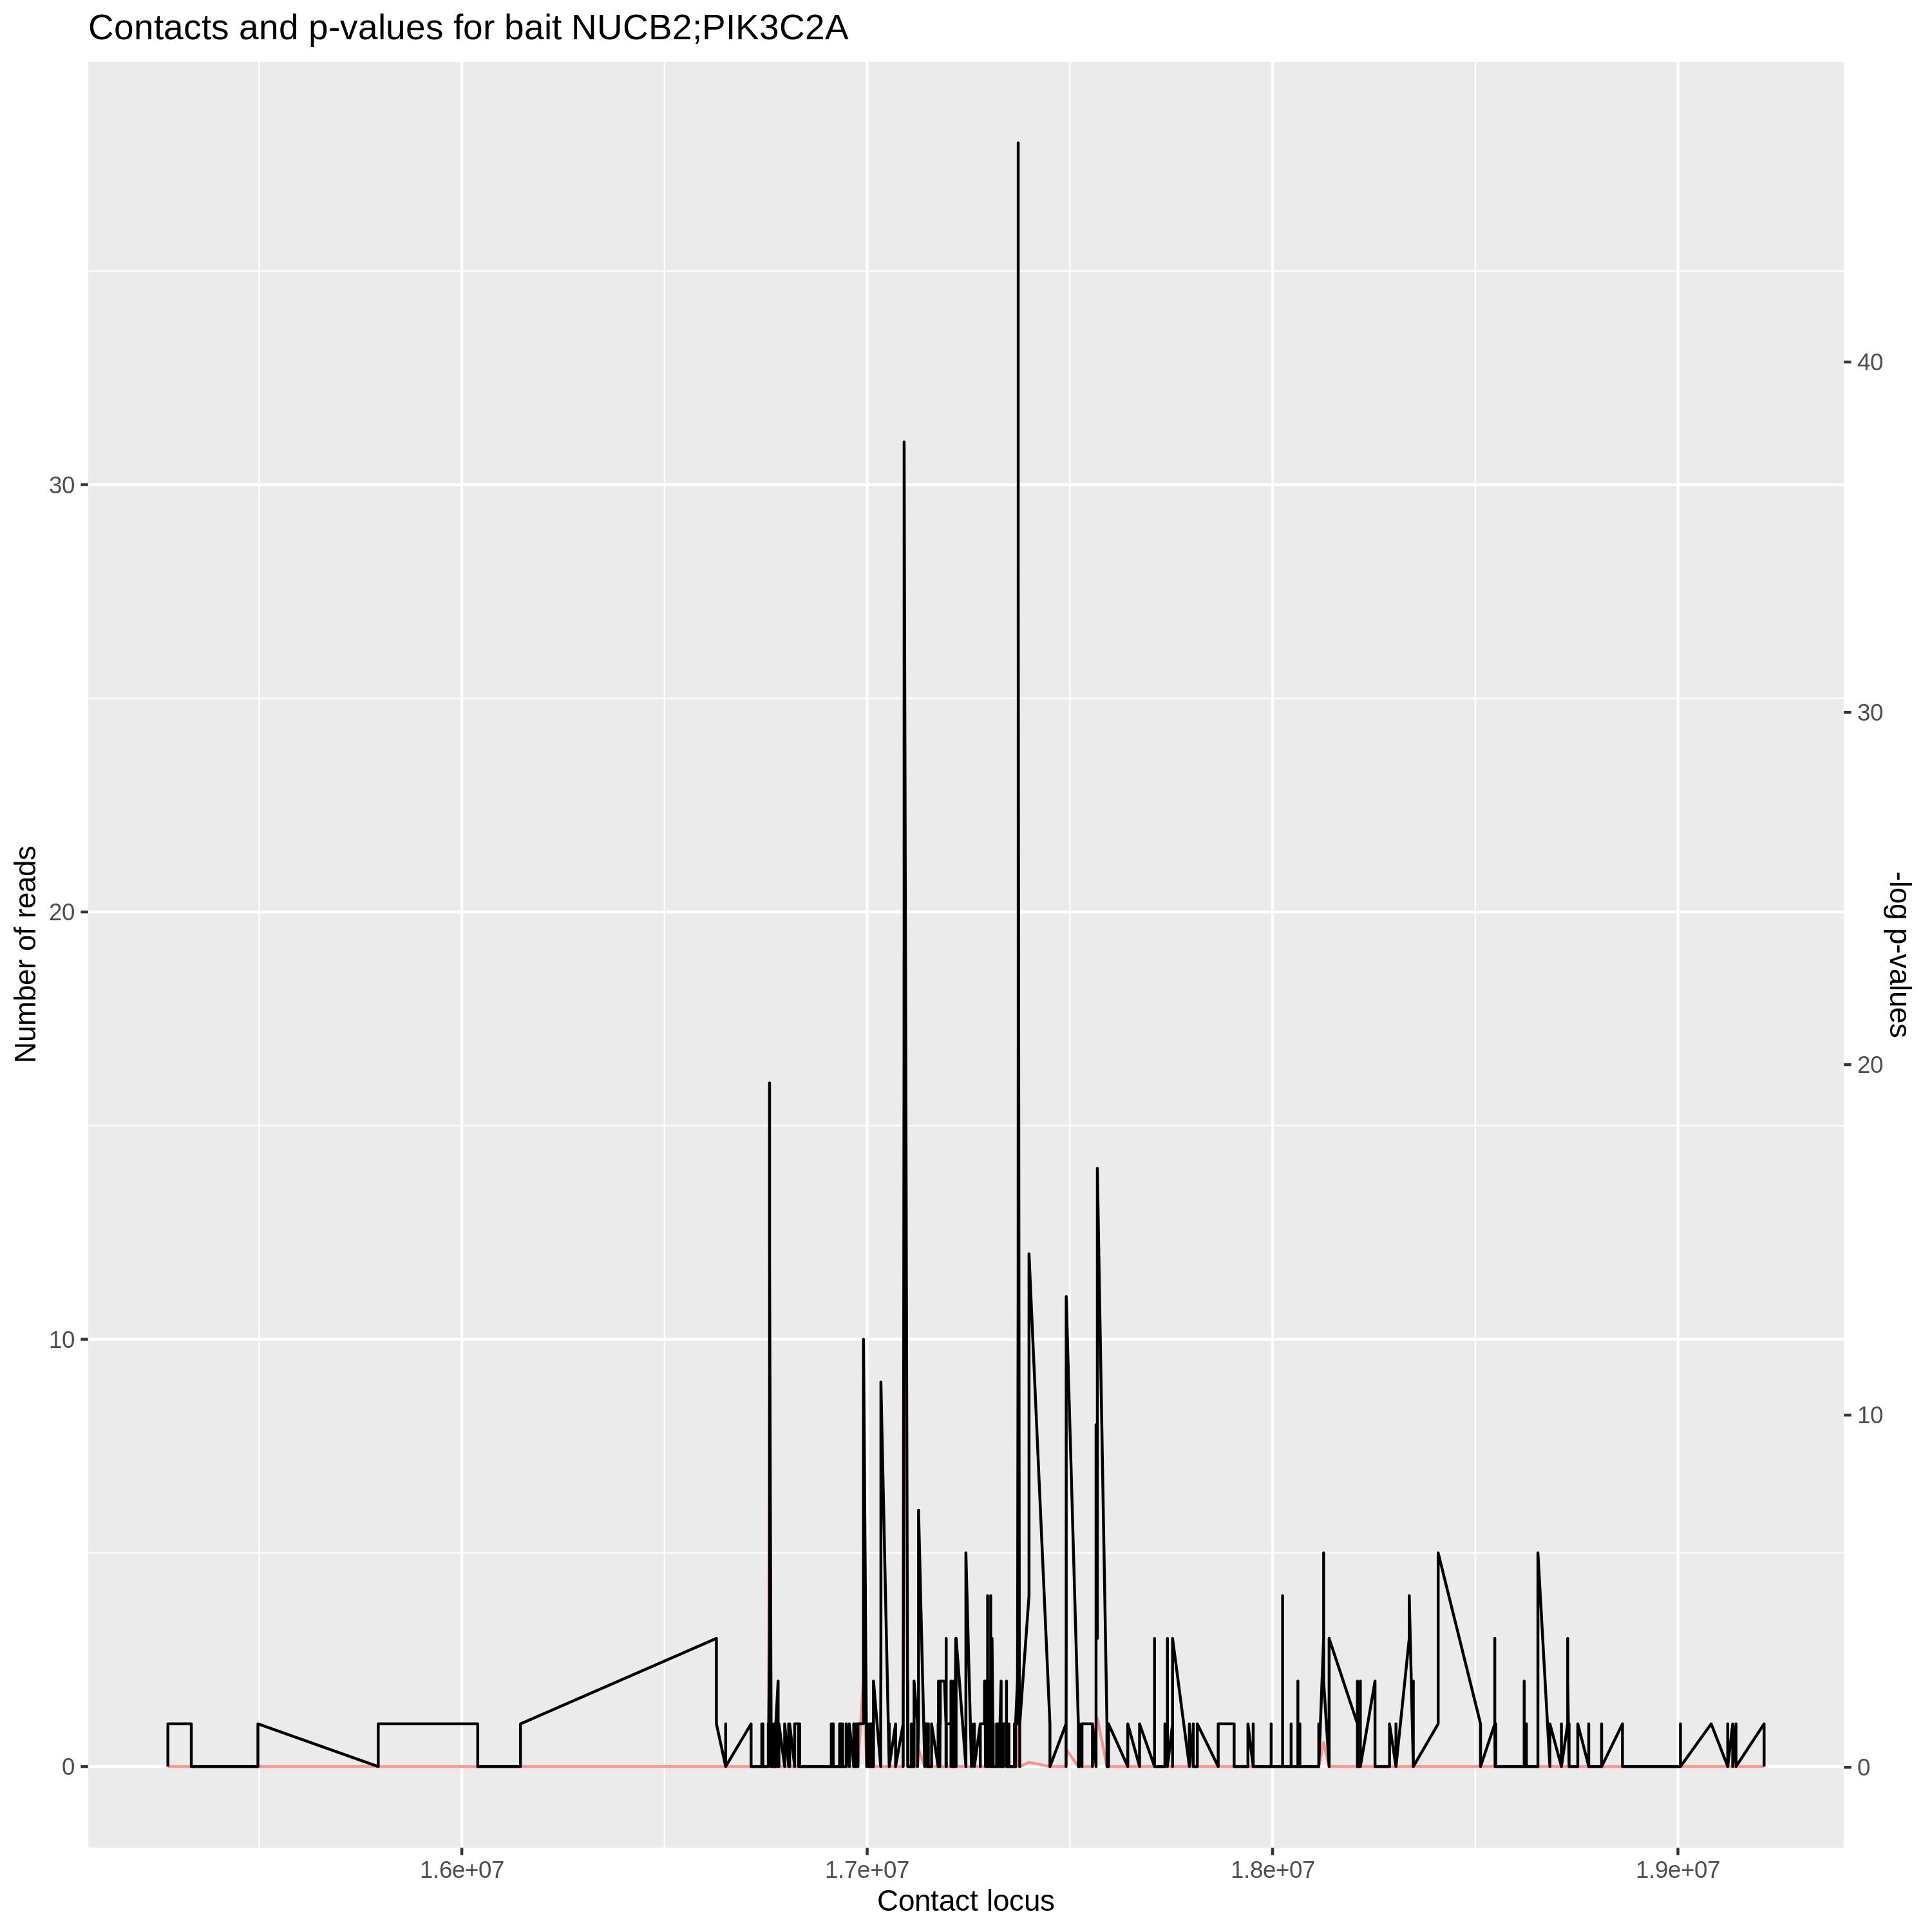 Contacts and p-values for bait NUCB2;PIK3C2A
Number of reads
30
20
10
0
40
30
20
10
0
-log p-values
1.6e+07
1.7e+07
1.8e+07
1.9e+07
Contact locus